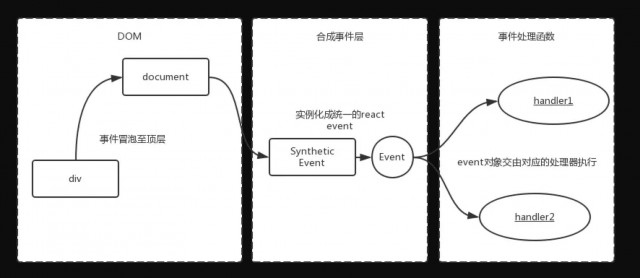 DOM
document
事件冒泡至顶层
div
合成事件层
实例化成统一的react
event
Synthetic
Event
Event
事件处理函数
handler1
event对象交由对应的处理器执行
handler2